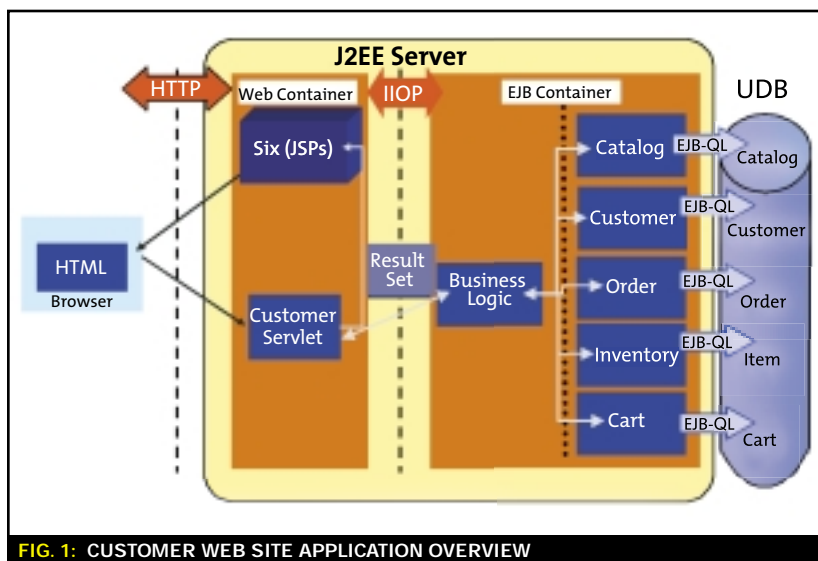 J2EE Server
HTTP
Web Container
IIOP
EJB Container
UDB
Six (JSPs)
Catalog
EJB-QL
Catalog
Customer
EJB-QL
Customer
HTML
Browser
Result
Set
Business
Logic
Order
EJB-QL
Order
Customer
Servlet
Inventory
EJB-QL
Item
Cart
EJB-QL
Cart
FIG. 1: CUSTOMER WEB SITE APPLICATION OVERVIEW